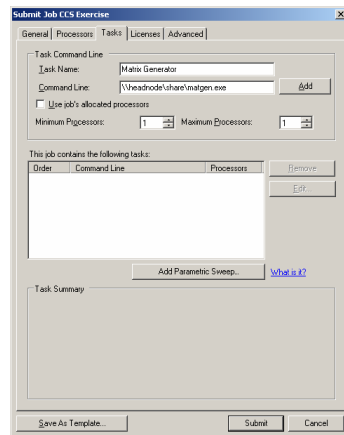 Submit Job CCS Exercise
General Processors Tasks Licenses Advanced
Task Command Line
Task Name: Matrix Generator
Command Line: \\headnode\share\matgen.exe Add
Use job's allocated processors
Minimum Processors: 1 Maximum Processors: 1
This job contains the following tasks:
Order Command Line Processors Remove
Edit...
Add Parametric Sweep... What is it?
Task Summary
Save As Template... Submit Cancel